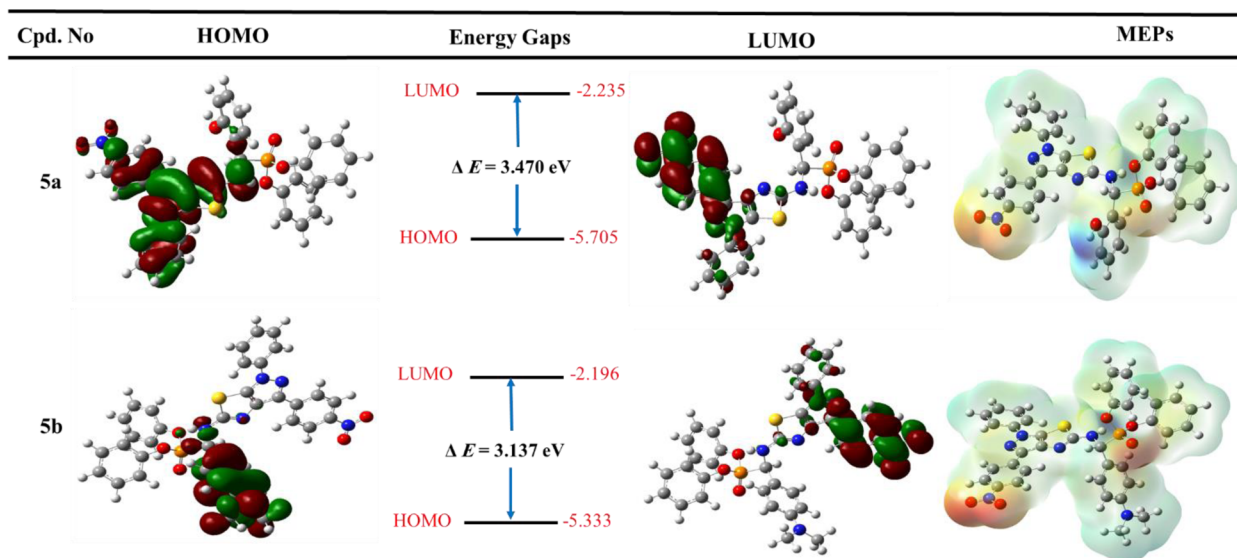 Cpd. No HOMO Energy Gaps LUMO MEPs
LUMO -2.235
5a Δ E = 3.470 eV
HOMO -5.705
LUMO -2.196
5b Δ E = 3.137 eV
HOMO -5.333